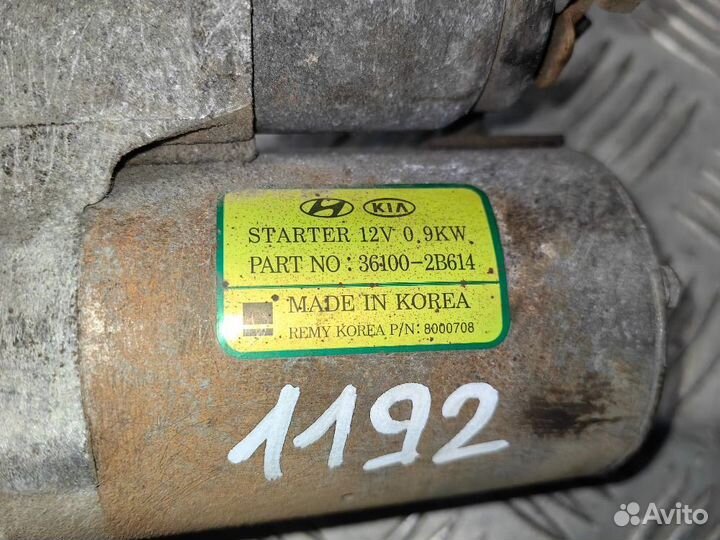 KIA
STARTER 12V 0.9KW
PART NO : 36100-2B614
MADE IN KOREA
REMY KOREA P/N: 8000708
1192
Avito